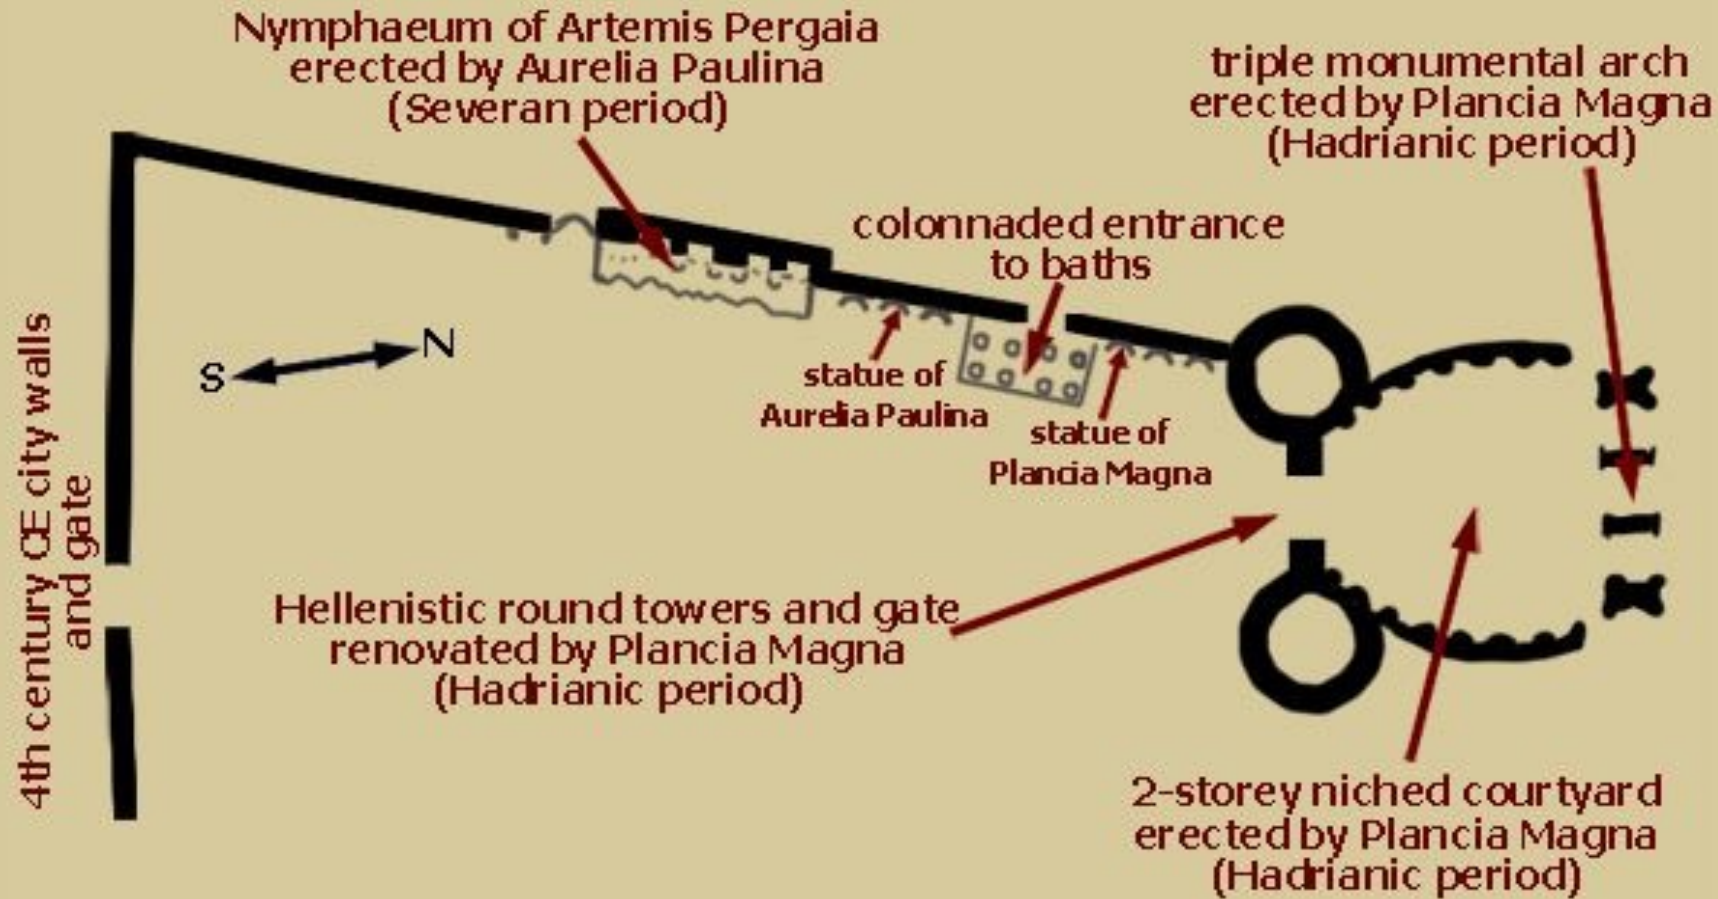 Nymphaeum of Artemis Pergaia
erected by Aurelia Paulina
(Severan period)
triple monumental arch
erected by Plancia Magna
(Hadrianic period)
colonnaded entrance
to baths
N
S
statue of
Aurelia Paulina
statue of
Plancia Magna
4th century CE city walls
and gate
Hellenistic round towers and gate
renovated by Plancia Magna
(Hadrianic period)
2-storey niched courtyard
erected by Plancia Magna
(Hadrianic period)